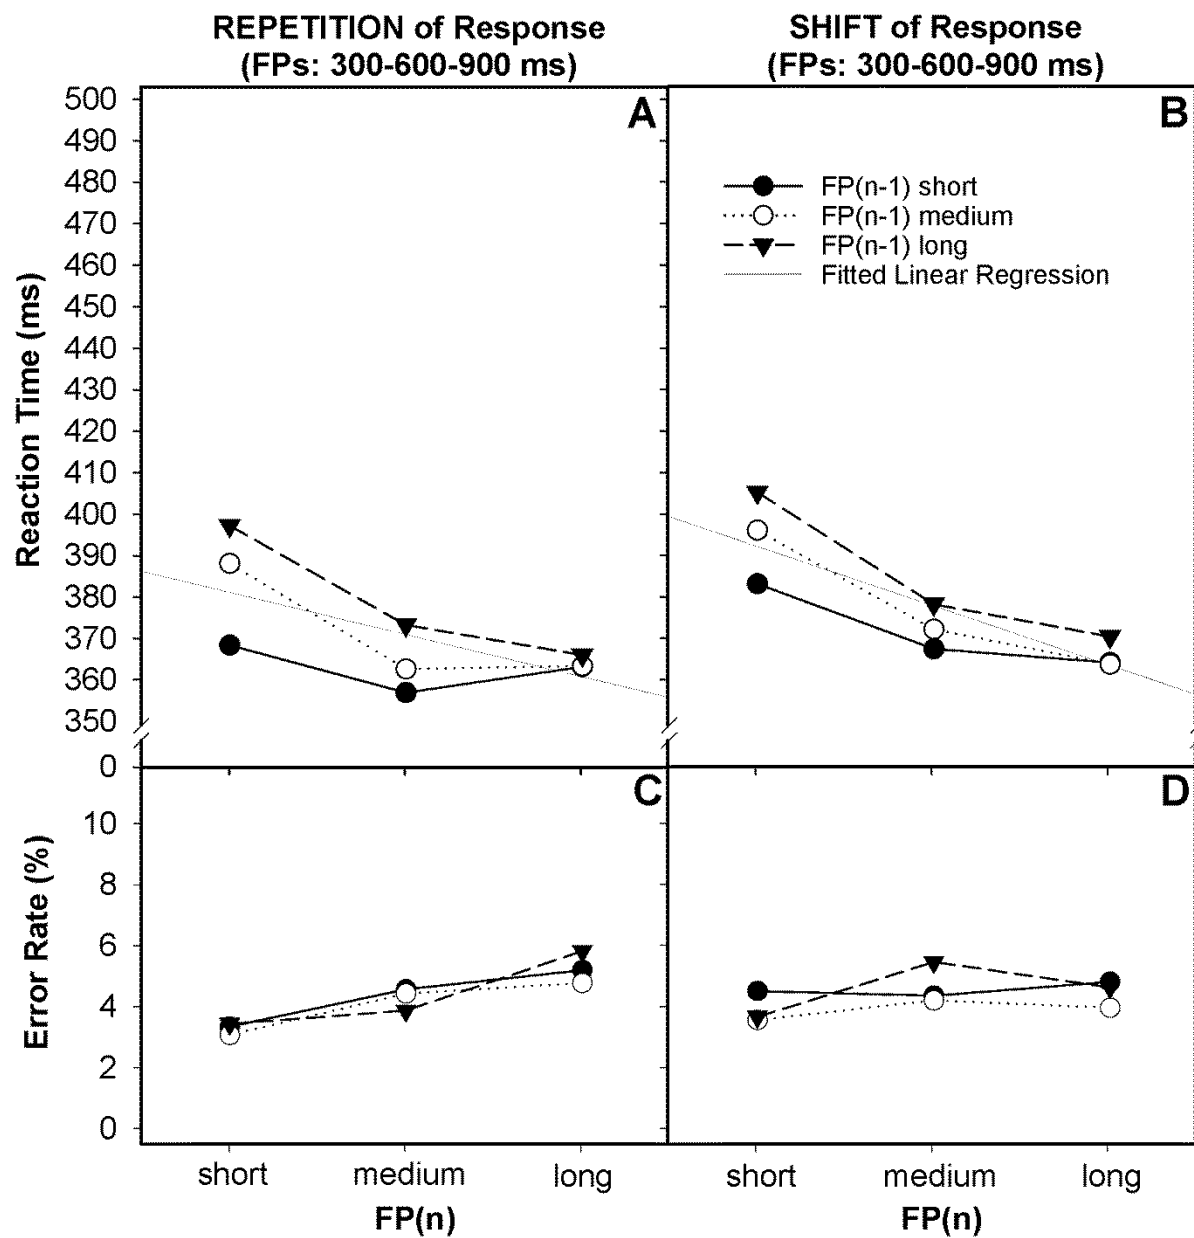 REPETITION of Response
(FPs: 300-600-900 ms)
SHIFT of Response
(FPs: 300-600-900 ms)
A
B
500
490
480
470
460
450
440
430
420
410
400
390
380
370
360
350
0
Reaction Time (ms)
FP(n-1) short
FP(n-1) medium
FP(n-1) long
Fitted Linear Regression
C
D
10
8
6
4
2
0
Error Rate (%)
short medium long
short medium long
FP(n)
FP(n)